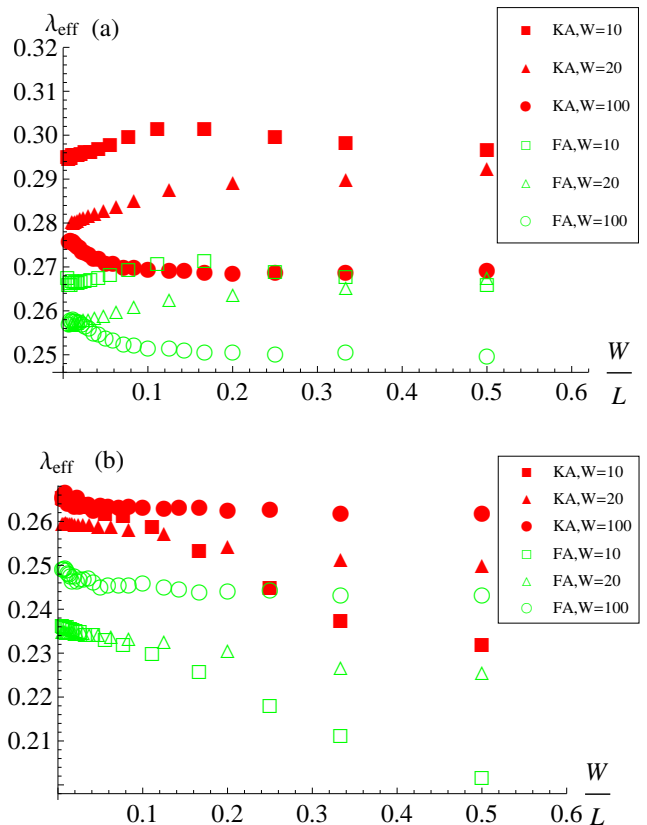 λeff (a)
0.32
0.31
0.30
0.29
0.28
0.27
0.26
0.25
0.1 0.2 0.3 0.4 0.5 0.6
W
L
KA,W=10
KA,W=20
KA,W=100
FA,W=10
FA,W=20
FA,W=100
λeff (b)
0.26
0.25
0.24
0.23
0.22
0.21
0.1 0.2 0.3 0.4 0.5 0.6
W
L
KA,W=10
KA,W=20
KA,W=100
FA,W=10
FA,W=20
FA,W=100